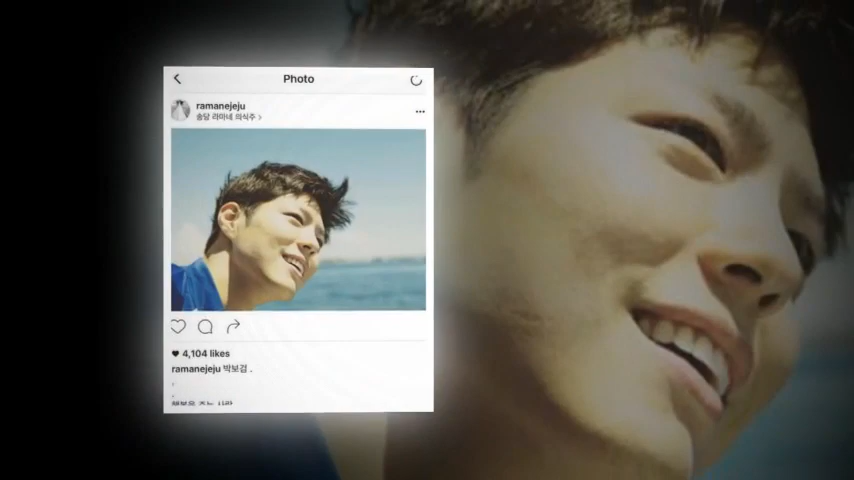 Photo
ramanejeju
송당 라마네 의식주 >
4,104 likes
ramanejeju 박보검 .
.
.